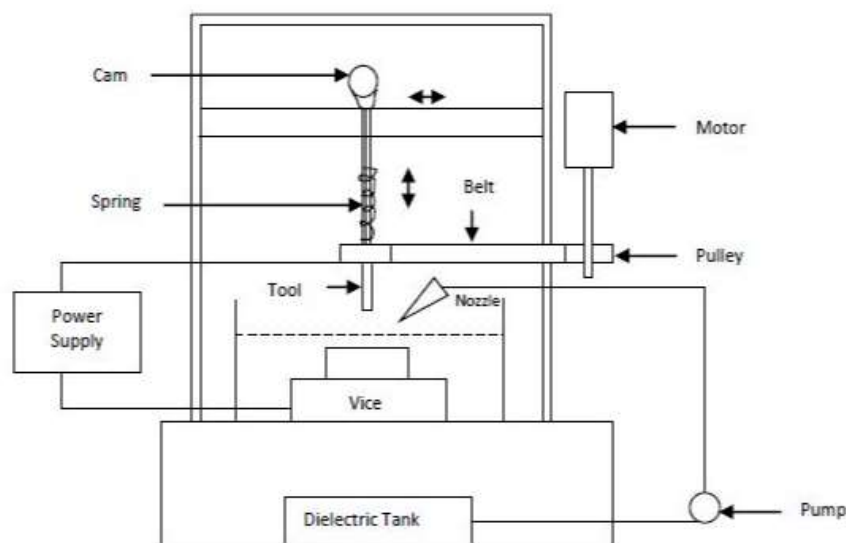 Cam
Motor
Belt
Spring
Pulley
Tool
Nozzle
Power
Supply
Vice
Dielectric Tank
Pump